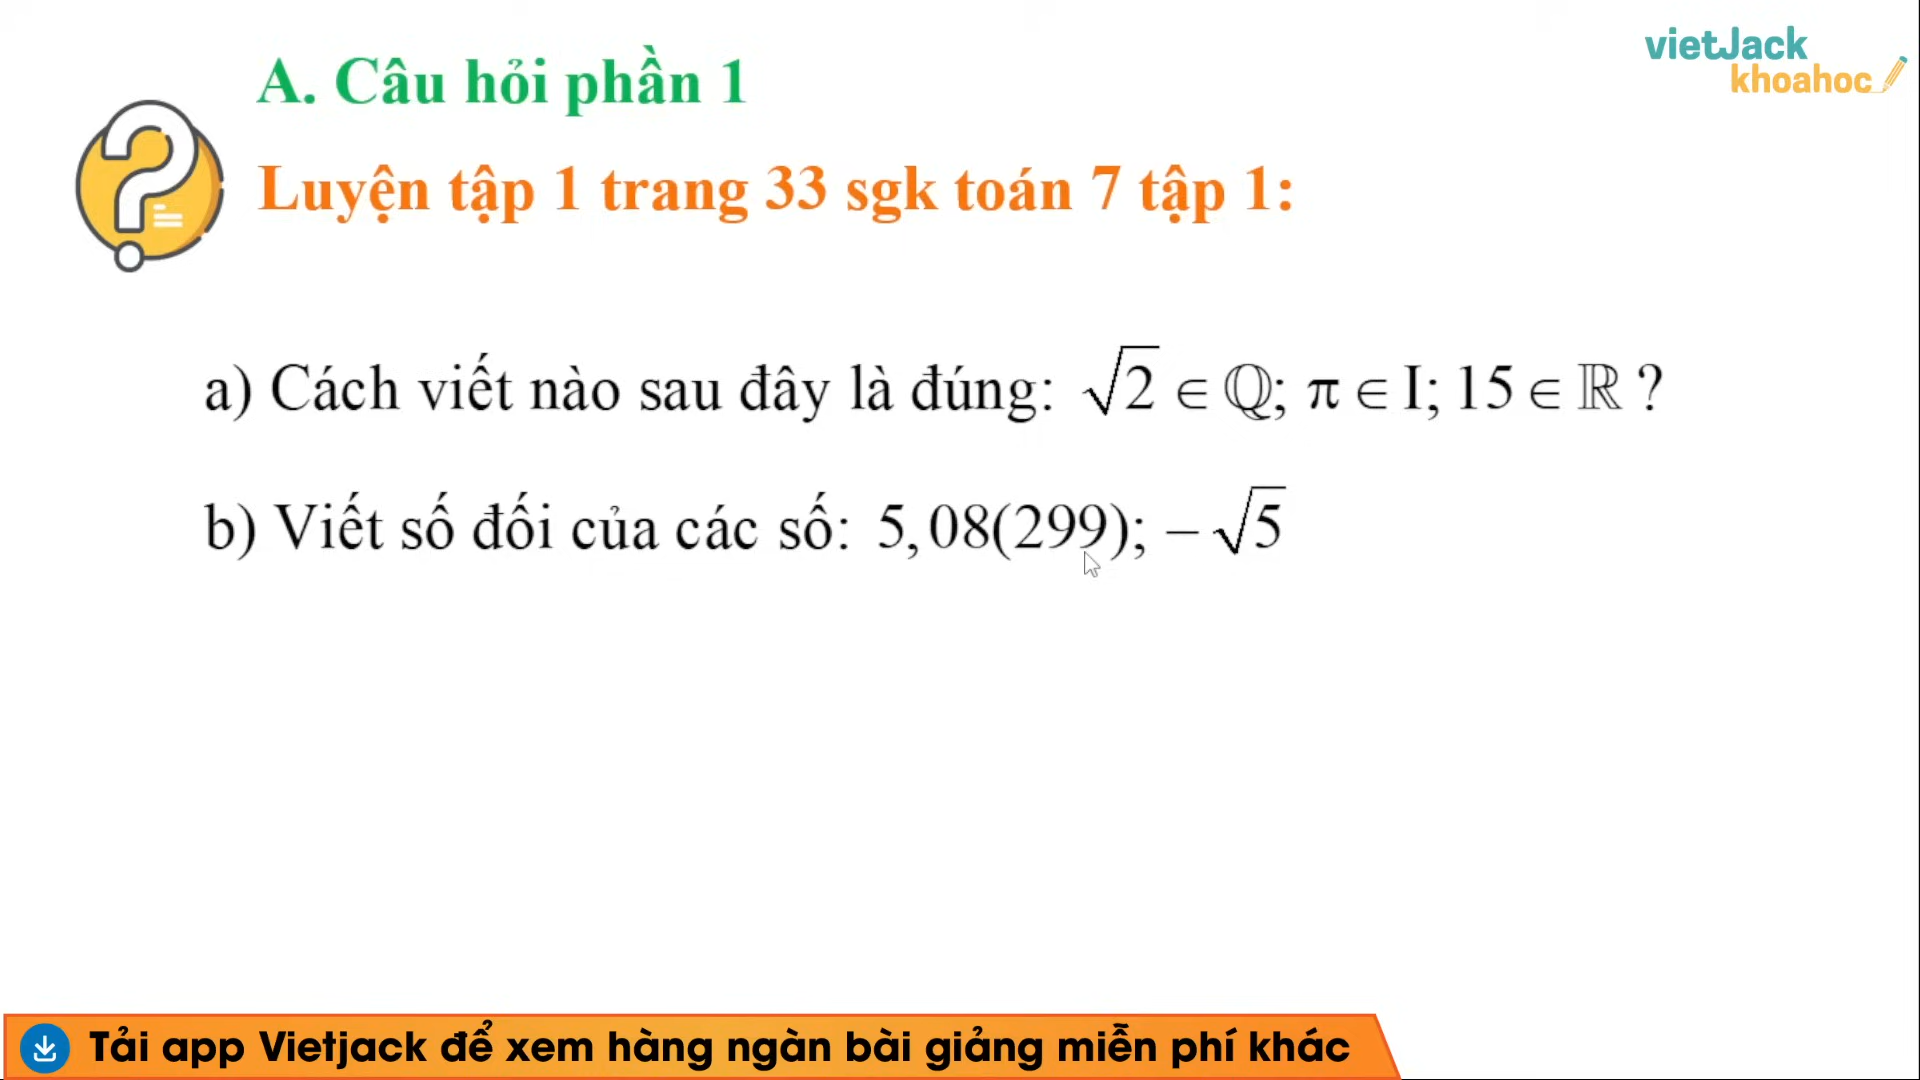 vietJack
khoahoc
A. Câu hỏi phần 1
Luyện tập 1 trang 33 sgk toán 7 tập 1:
a) Cách viết nào sau đây là đúng: √2 ∈ ℚ; π ∈ I; 15 ∈ ℝ ?
b) Viết số đối của các số: 5,08(299); −√5
Tải app Vietjack để xem hàng ngàn bài giảng miễn phí khác